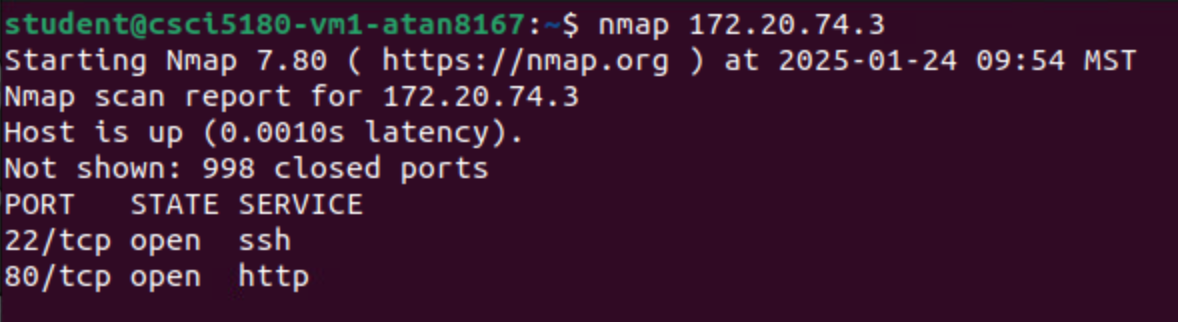 student@csci5180-vm1-atan8167:~$ nmap 172.20.74.3
Starting Nmap 7.80 ( https://nmap.org ) at 2025-01-24 09:54 MST
Nmap scan report for 172.20.74.3
Host is up (0.0010s latency).
Not shown: 998 closed ports
PORT   STATE SERVICE
22/tcp open  ssh
80/tcp open  http